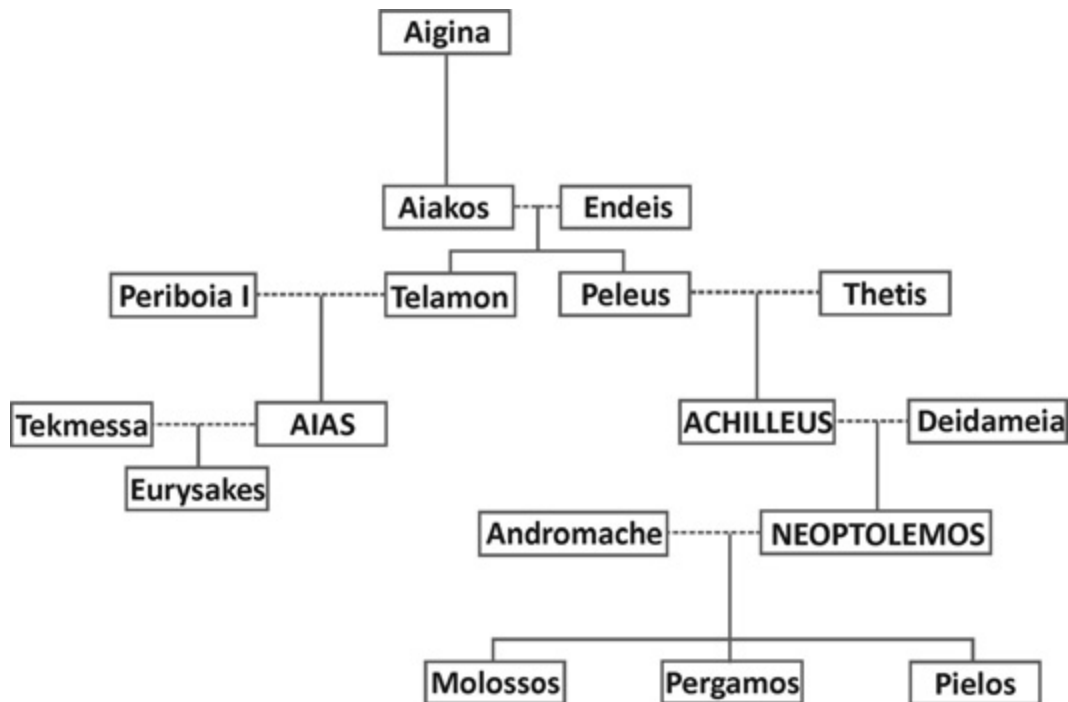 Aigina
Aiakos Endeis
Periboia I Telamon Peleus Thetis
Tekmessa AIAS ACHILLEUS Deidameia
Eurysakes
Andromache NEOPTOLEMOS
Molossos Pergamos Pielos